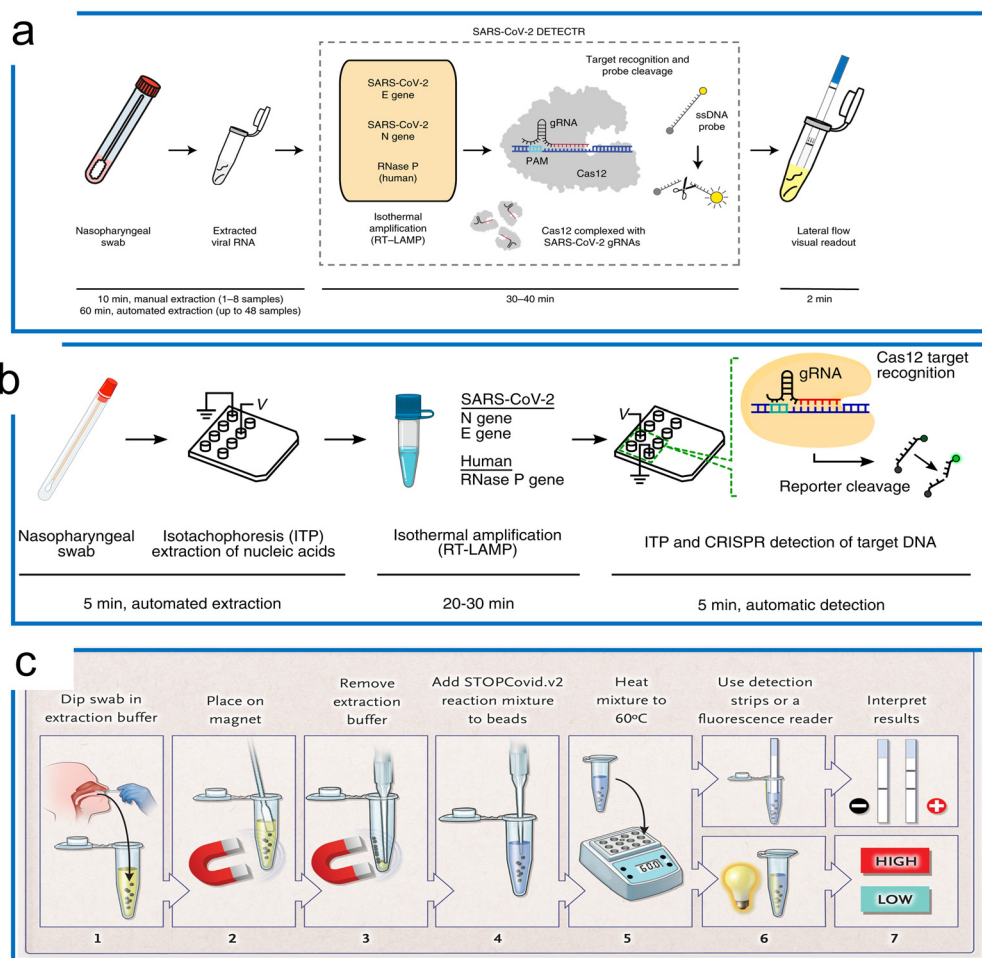 a
SARS-CoV-2 DETECTR
SARS-CoV-2
E gene
SARS-CoV-2
N gene
RNase P
(human)
Target recognition and
probe cleavage
gRNA
PAM
Cas12
ssDNA
probe
Nasopharyngeal
swab
Extracted
viral RNA
Isothermal
amplification
(RT–LAMP)
Cas12 complexed with
SARS-CoV-2 gRNAs
Lateral flow
visual readout
10 min, manual extraction (1–8 samples)
60 min, automated extraction (up to 48 samples)
30–40 min
2 min
b
V
SARS-CoV-2
N gene
E gene
Human
RNase P gene
V
gRNA
Cas12 target
recognition
Reporter cleavage
Nasopharyngeal
swab
Isotachophoresis (ITP)
extraction of nucleic acids
Isothermal amplification
(RT-LAMP)
ITP and CRISPR detection of target DNA
5 min, automated extraction
20-30 min
5 min, automatic detection
c
Dip swab in
extraction buffer
Place on
magnet
Remove
extraction
buffer
Add STOPCovid.v2
reaction mixture
to beads
Heat
mixture to
60ºC
Use detection
strips or a
fluorescence reader
Interpret
results
60.0
HIGH
LOW
1
2
3
4
5
6
7